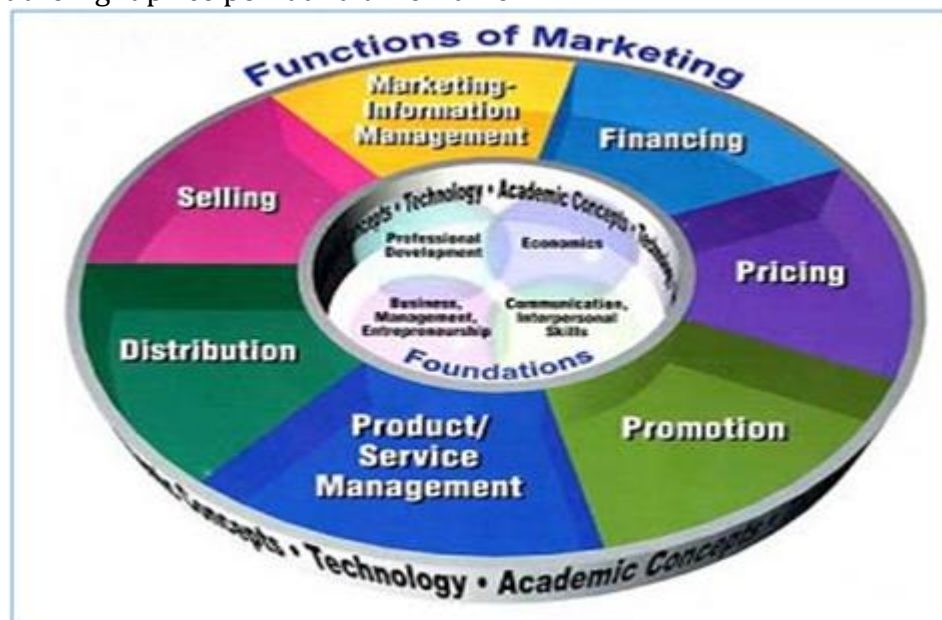 Functions of Marketing
Marketing-
Information
Management
Financing
Selling
Pricing
Distribution
Promotion
Product/
Service
Management
Concepts • Technology • Academic Concepts •
Professional
Development
Economics
Business,
Management,
Entrepreneurship
Communication,
Interpersonal
Skills
Foundations
Concepts • Technology • Academic Concepts